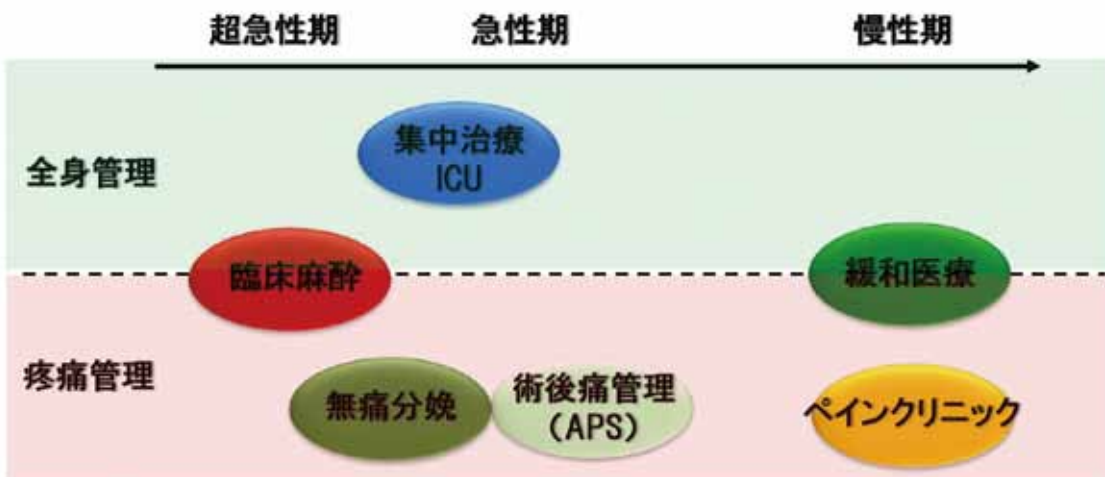 超急性期 急性期 慢性期
集中治療
ICU
全身管理
臨床麻酔 緩和医療
疼痛管理
無痛分娩
術後痛管理
(APS)
ペインクリニック